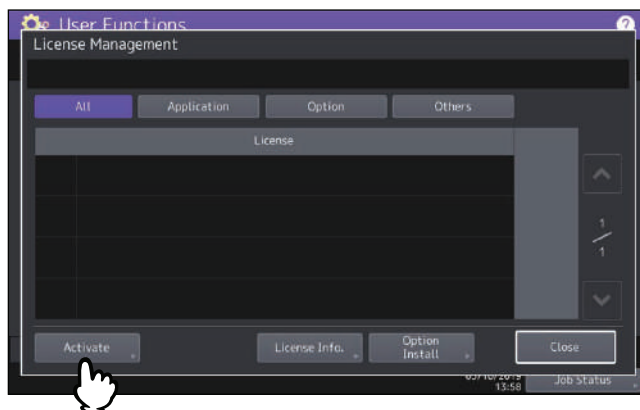 User Functions
?
License Management
All
Application
Option
Others
License
1
1
Activate
License Info.
Option
Install
Close
13:58
Job Status